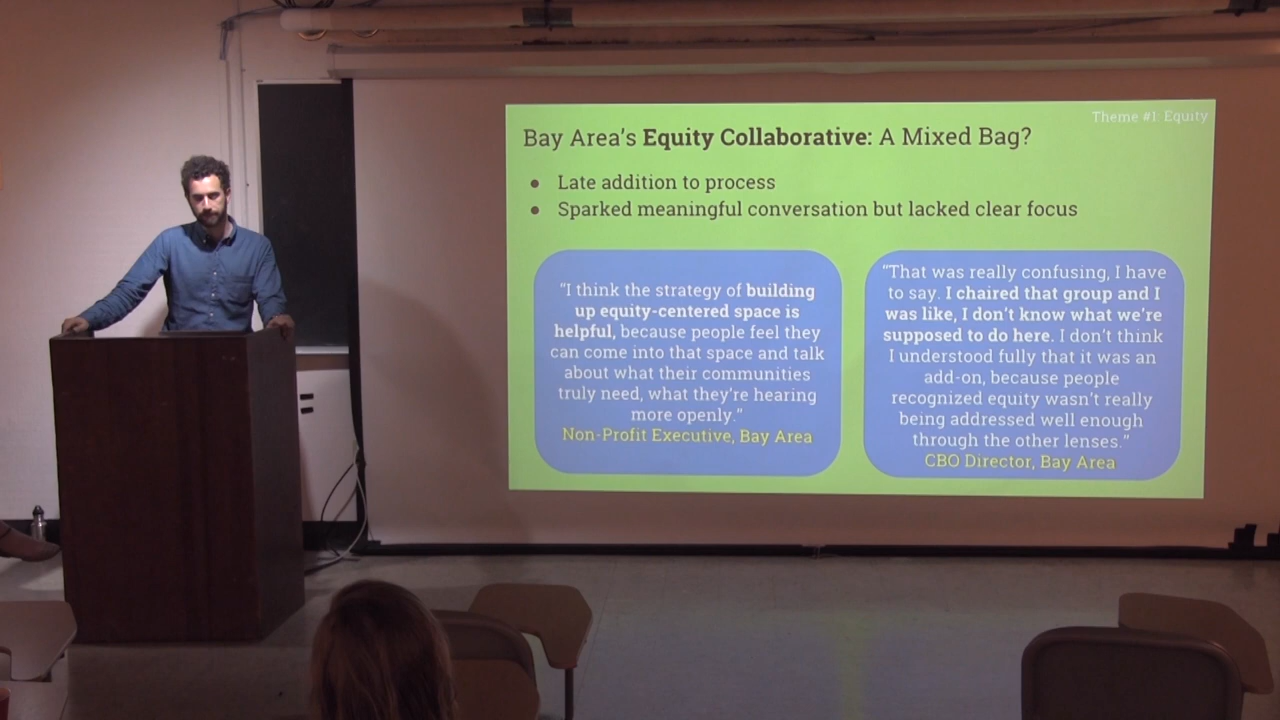 Theme #1: Equity
Bay Area's Equity Collaborative: A Mixed Bag?
● Late addition to process
● Sparked meaningful conversation but lacked clear focus
"I think the strategy of building
up equity-centered space is
helpful, because people feel they
can come into that space and talk
about what their communities
truly need, what they're hearing
more openly."
Non-Profit Executive, Bay Area
"That was really confusing, I have
to say. I chaired that group and I
was like, I don't know what we're
supposed to do here. I don't think
I understood fully that it was an
add-on, because people
recognized equity wasn't really
being addressed well enough
through the other lenses."
CBO Director, Bay Area